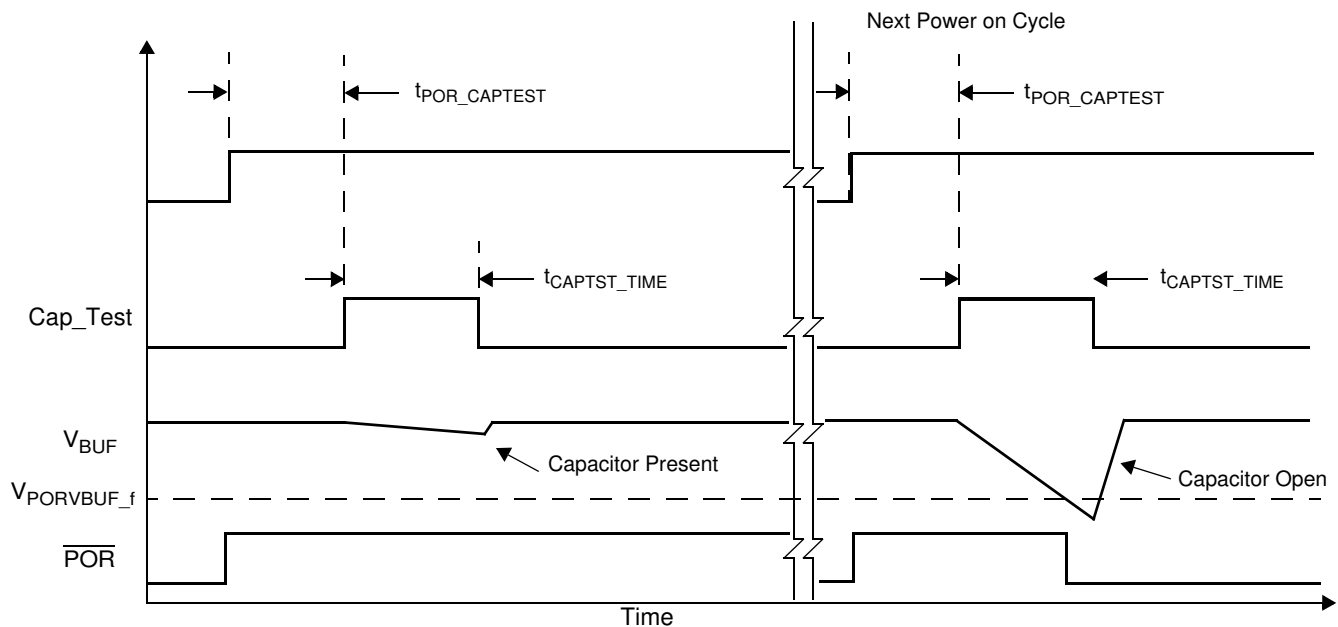 Next Power on Cycle
tPOR_CAPTEST
tPOR_CAPTEST
tCAPTST_TIME
tCAPTST_TIME
Cap_Test
VBUF
Capacitor Present
Capacitor Open
VPORVBUF_f
POR
Time